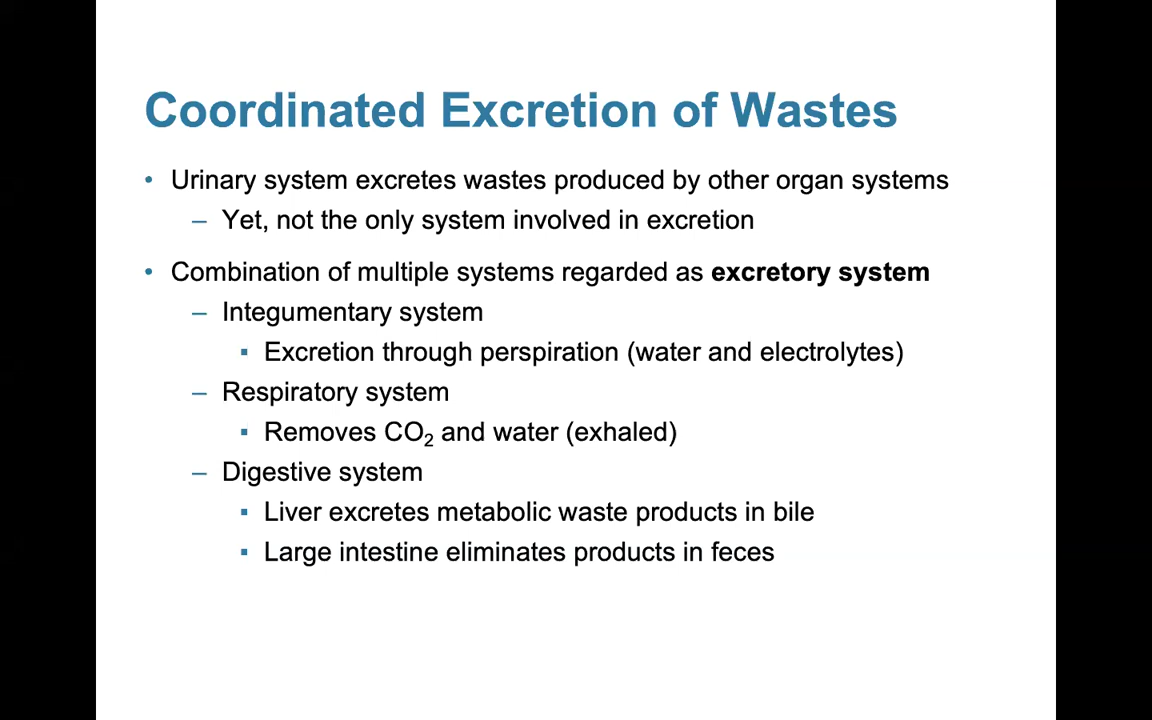 Coordinated Excretion of Wastes
• Urinary system excretes wastes produced by other organ systems
– Yet, not the only system involved in excretion
• Combination of multiple systems regarded as excretory system
– Integumentary system
▪ Excretion through perspiration (water and electrolytes)
– Respiratory system
▪ Removes CO₂ and water (exhaled)
– Digestive system
▪ Liver excretes metabolic waste products in bile
▪ Large intestine eliminates products in feces